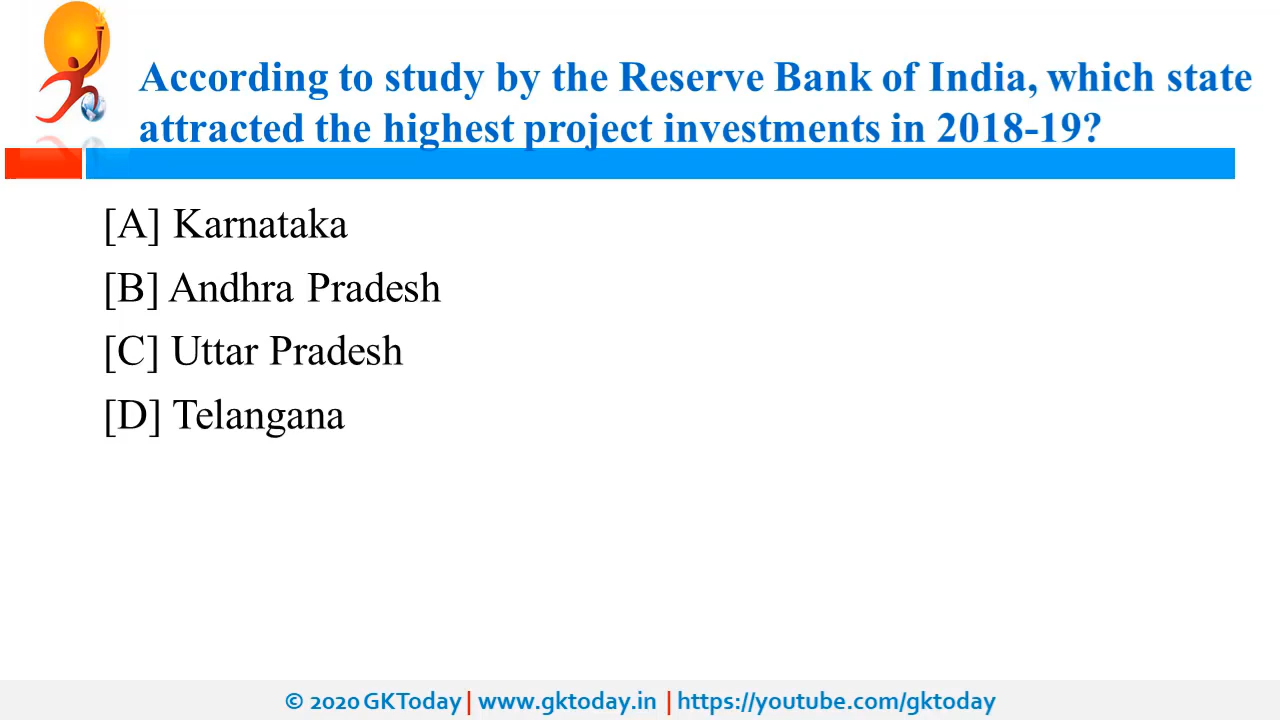 According to study by the Reserve Bank of India, which state
attracted the highest project investments in 2018-19?
[A] Karnataka
[B] Andhra Pradesh
[C] Uttar Pradesh
[D] Telangana
© 2020 GKToday | www.gktoday.in | https://youtube.com/gktoday